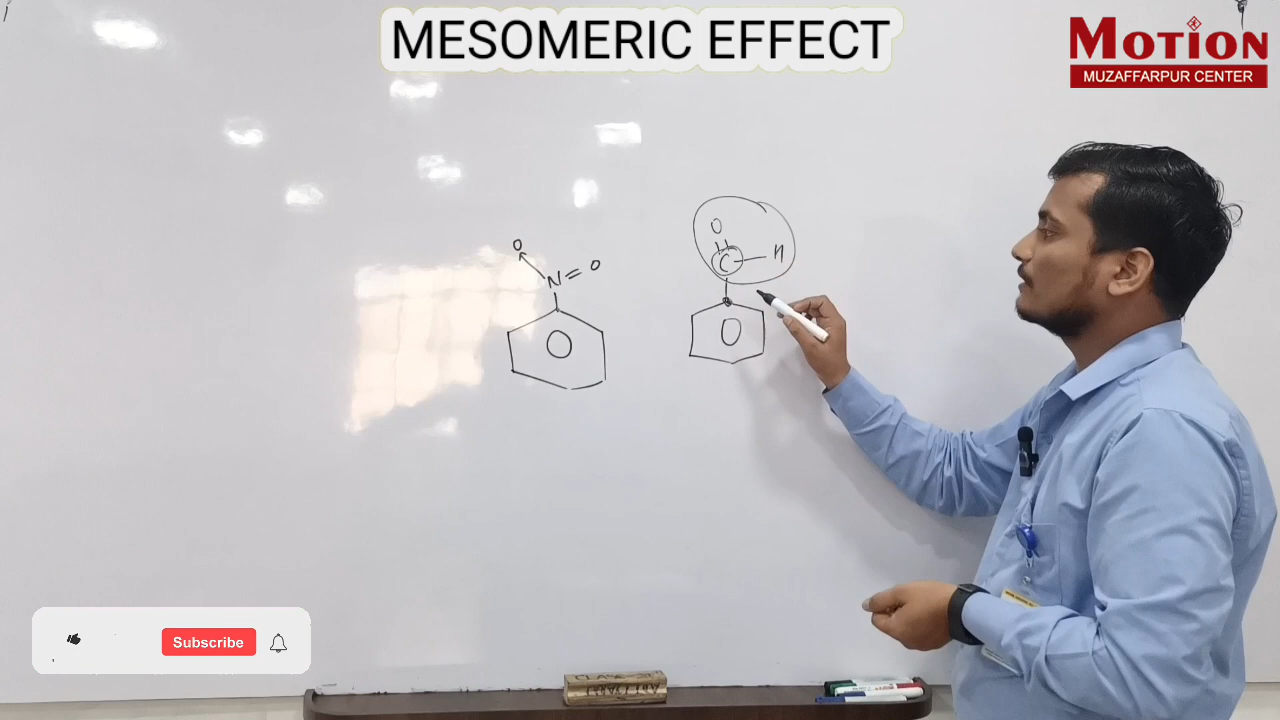 MESOMERIC EFFECT
MOTION
MUZAFFARPUR CENTER
O
N=O
O
C-H
Subscribe